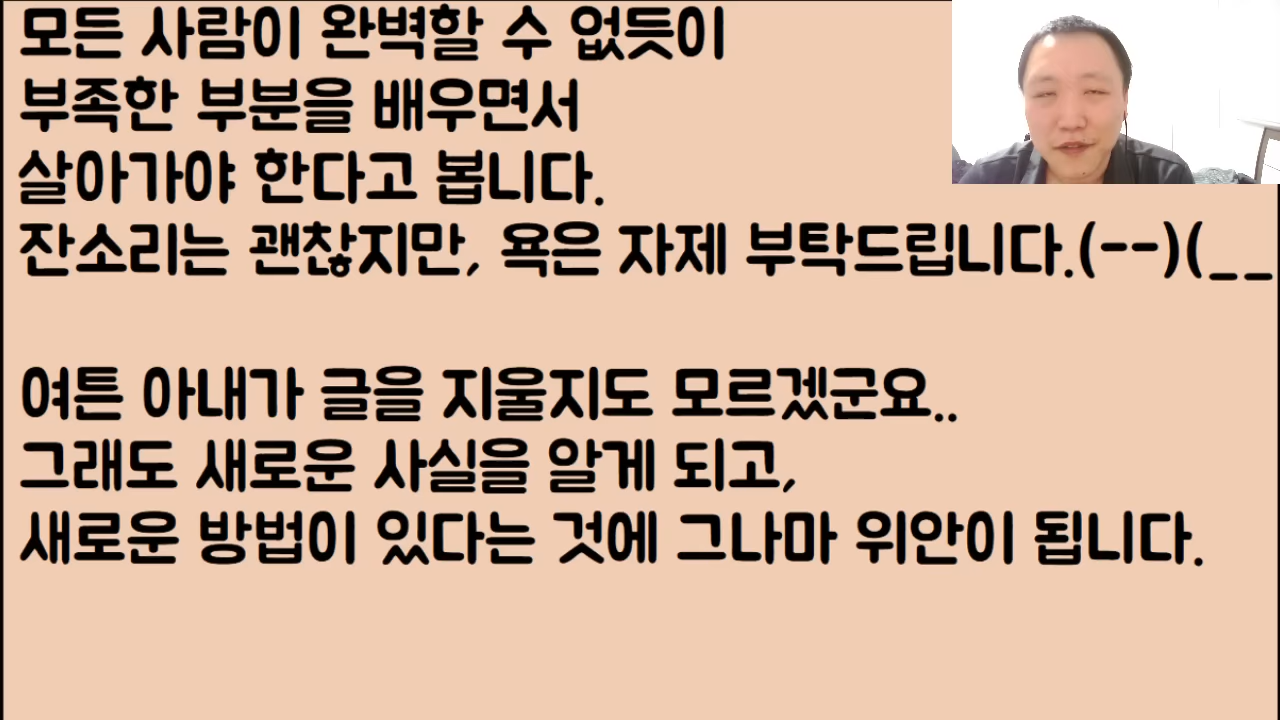 모든 사람이 완벽할 수 없듯이
부족한 부분을 배우면서
살아가야 한다고 봅니다.
잔소리는 괜찮지만, 욕은 자제 부탁드립니다.(--)(__
여튼 아내가 글을 지울지도 모르겠군요..
그래도 새로운 사실을 알게 되고,
새로운 방법이 있다는 것에 그나마 위안이 됩니다.